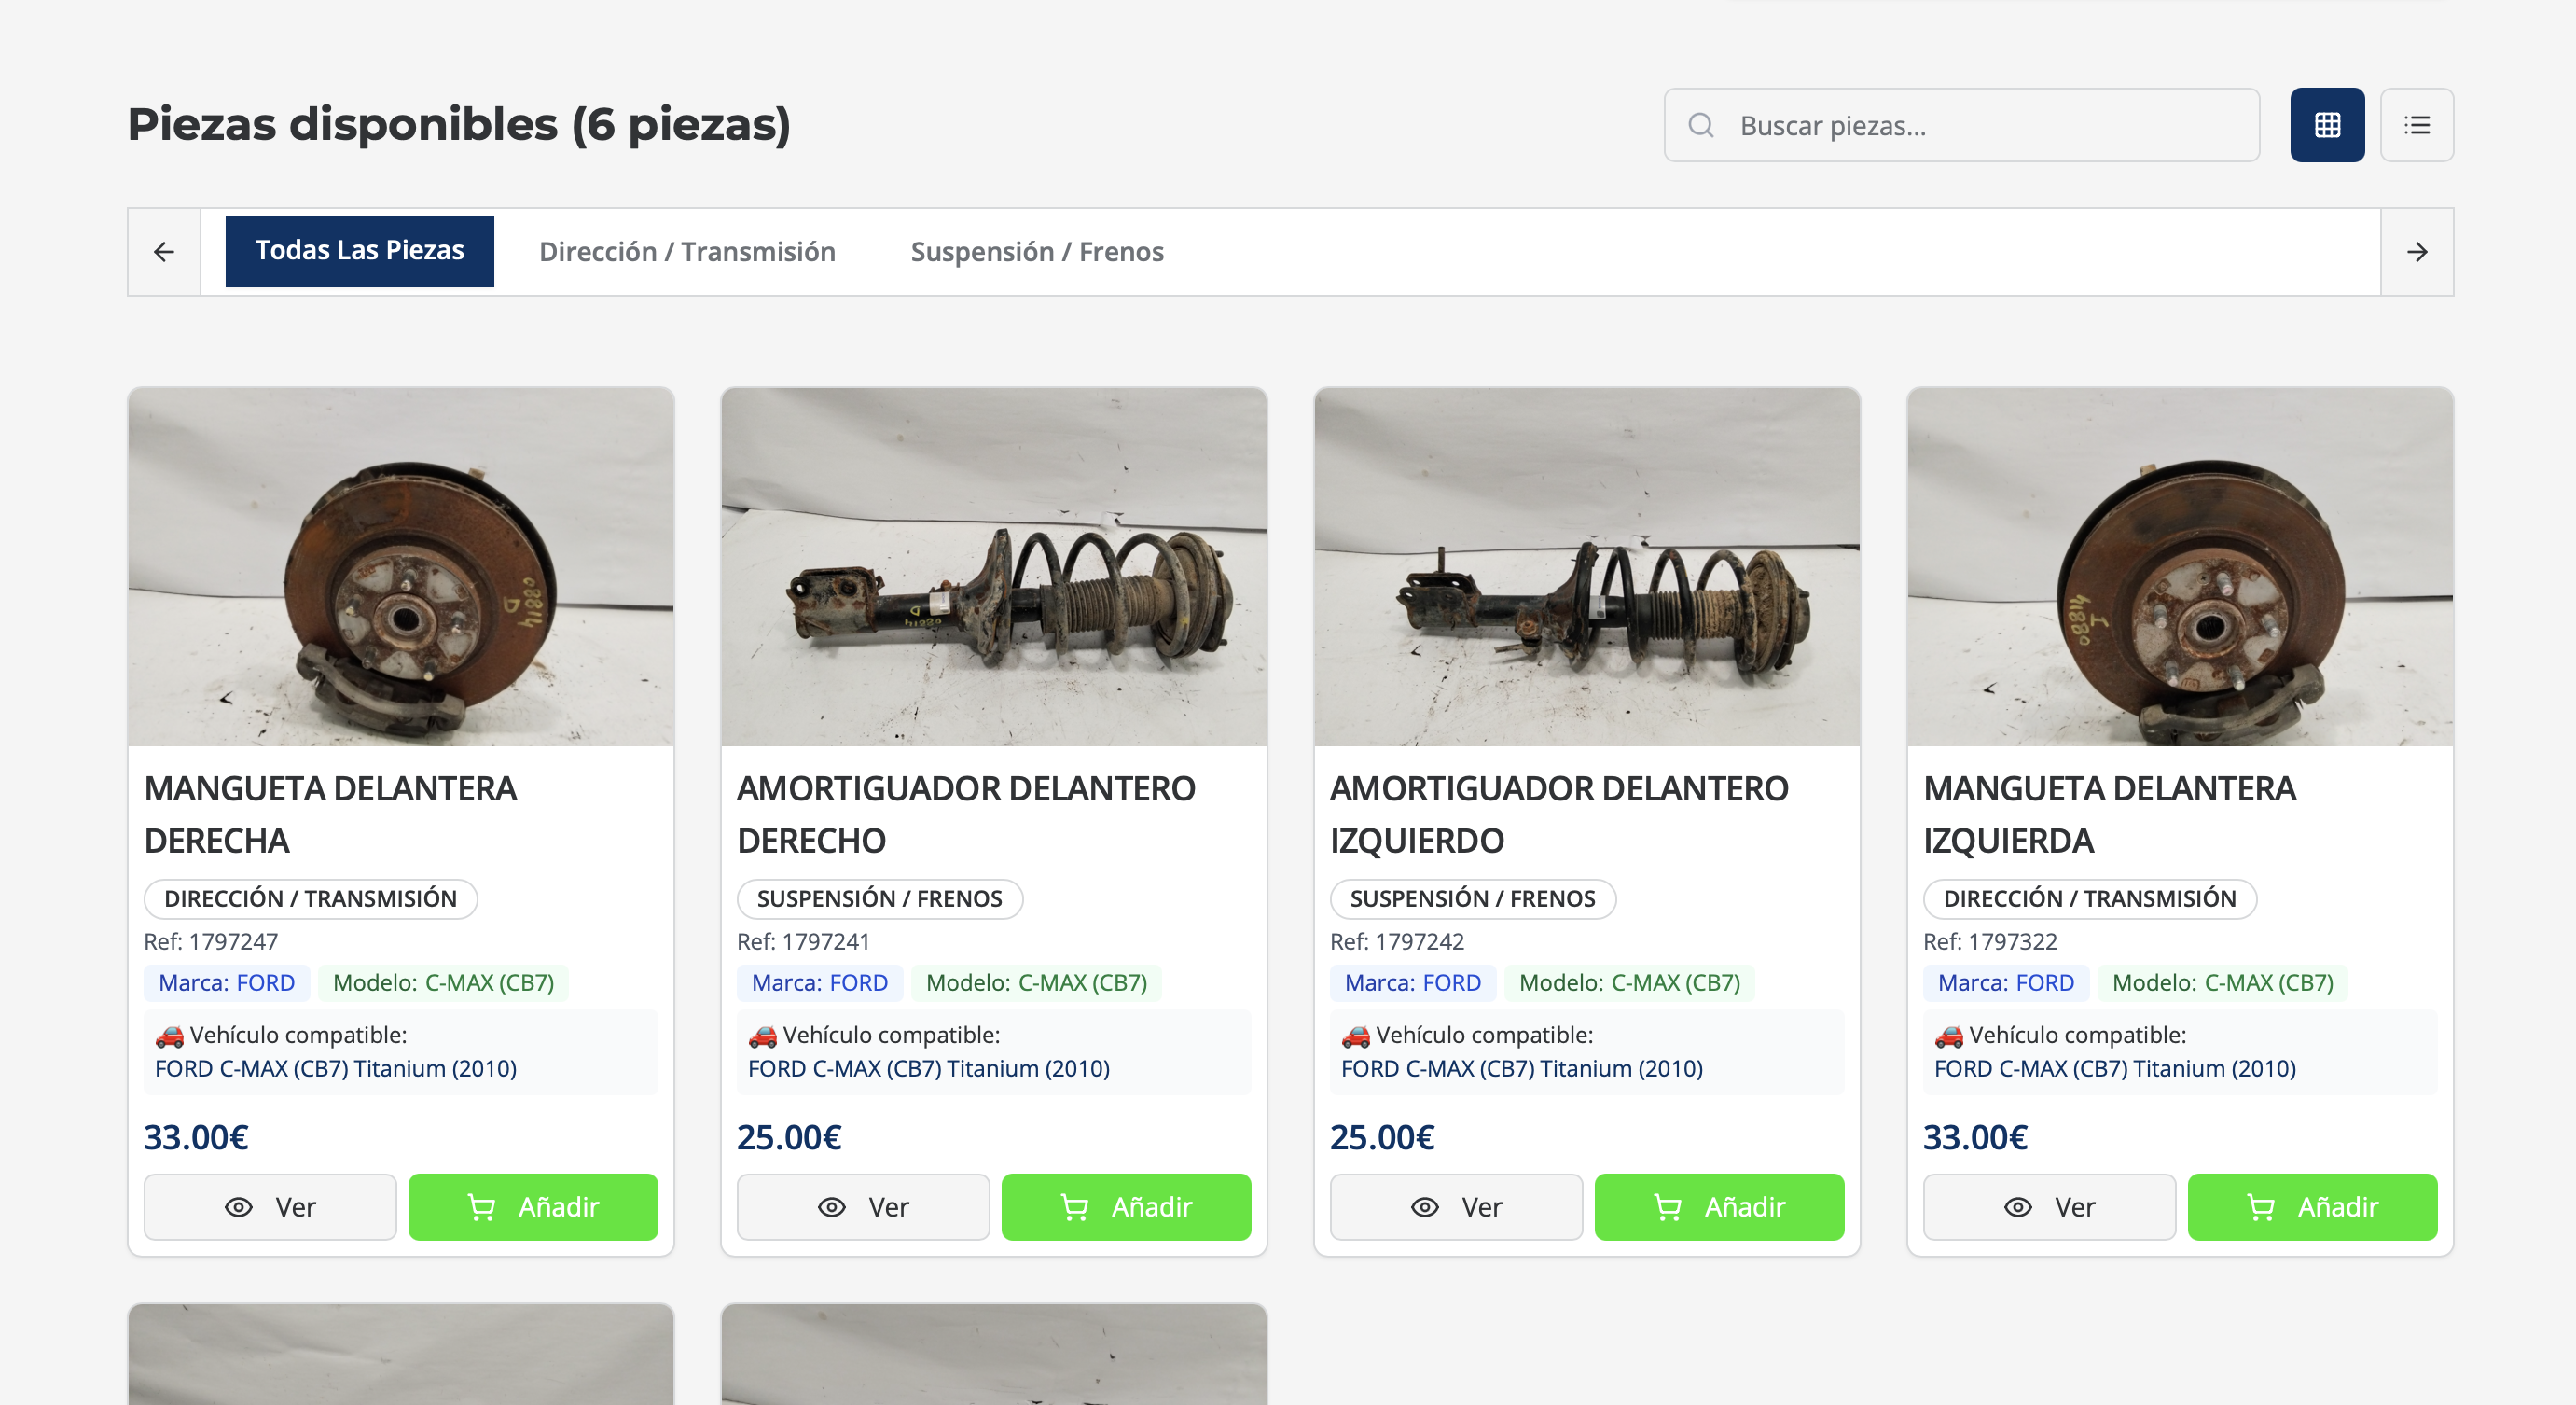 Piezas disponibles (6 piezas)
Buscar piezas...
Todas Las Piezas
Dirección / Transmisión
Suspensión / Frenos
08814
D
08814
D
08814
I
MANGUETA DELANTERA
DERECHA
DIRECCIÓN / TRANSMISIÓN
Ref: 1797247
Marca: FORD
Modelo: C-MAX (CB7)
🚗 Vehículo compatible:
FORD C-MAX (CB7) Titanium (2010)
33.00€
Ver
Añadir
AMORTIGUADOR DELANTERO
DERECHO
SUSPENSIÓN / FRENOS
Ref: 1797241
Marca: FORD
Modelo: C-MAX (CB7)
🚗 Vehículo compatible:
FORD C-MAX (CB7) Titanium (2010)
25.00€
Ver
Añadir
AMORTIGUADOR DELANTERO
IZQUIERDO
SUSPENSIÓN / FRENOS
Ref: 1797242
Marca: FORD
Modelo: C-MAX (CB7)
🚗 Vehículo compatible:
FORD C-MAX (CB7) Titanium (2010)
25.00€
Ver
Añadir
MANGUETA DELANTERA
IZQUIERDA
DIRECCIÓN / TRANSMISIÓN
Ref: 1797322
Marca: FORD
Modelo: C-MAX (CB7)
🚗 Vehículo compatible:
FORD C-MAX (CB7) Titanium (2010)
33.00€
Ver
Añadir